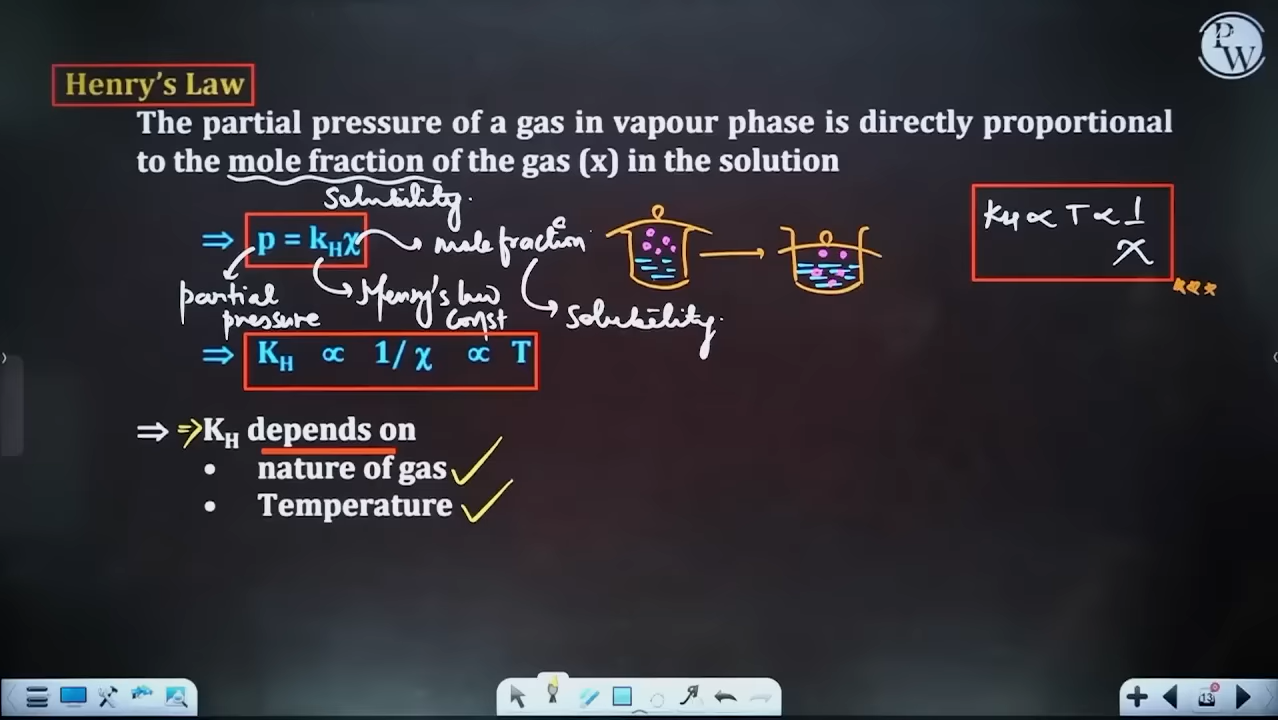 PW
Henry's Law
The partial pressure of a gas in vapour phase is directly proportional
to the mole fraction of the gas (x) in the solution
Solubility.
⇒ p = kHχ → mole fraction
partial pressure
Henry's law const
Solubility.
KH ∝ T ∝ 1/χ
⇒ KH ∝ 1/χ ∝ T
⇒ ⇒ KH depends on
• nature of gas
• Temperature
13